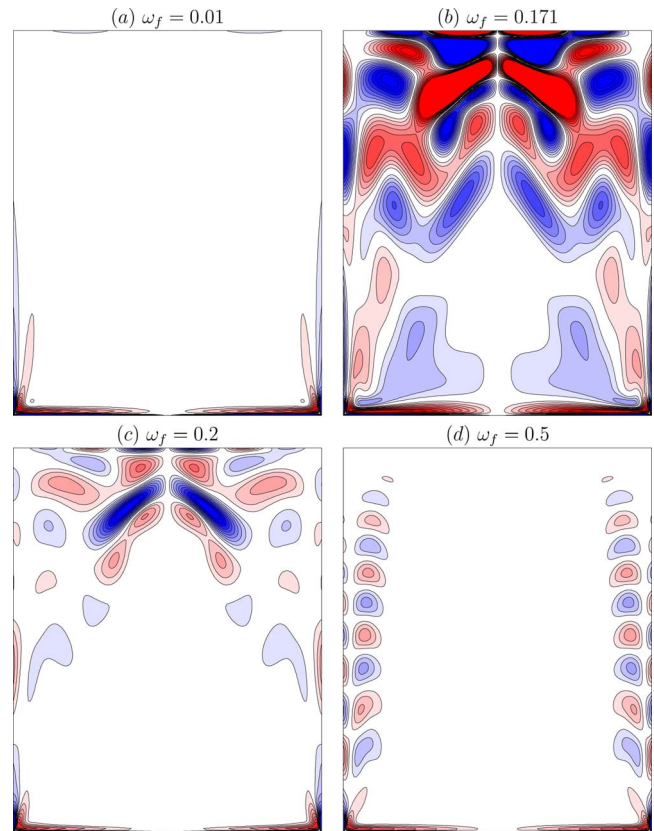 (a) ω_f = 0.01
(b) ω_f = 0.171
(c) ω_f = 0.2
(d) ω_f = 0.5